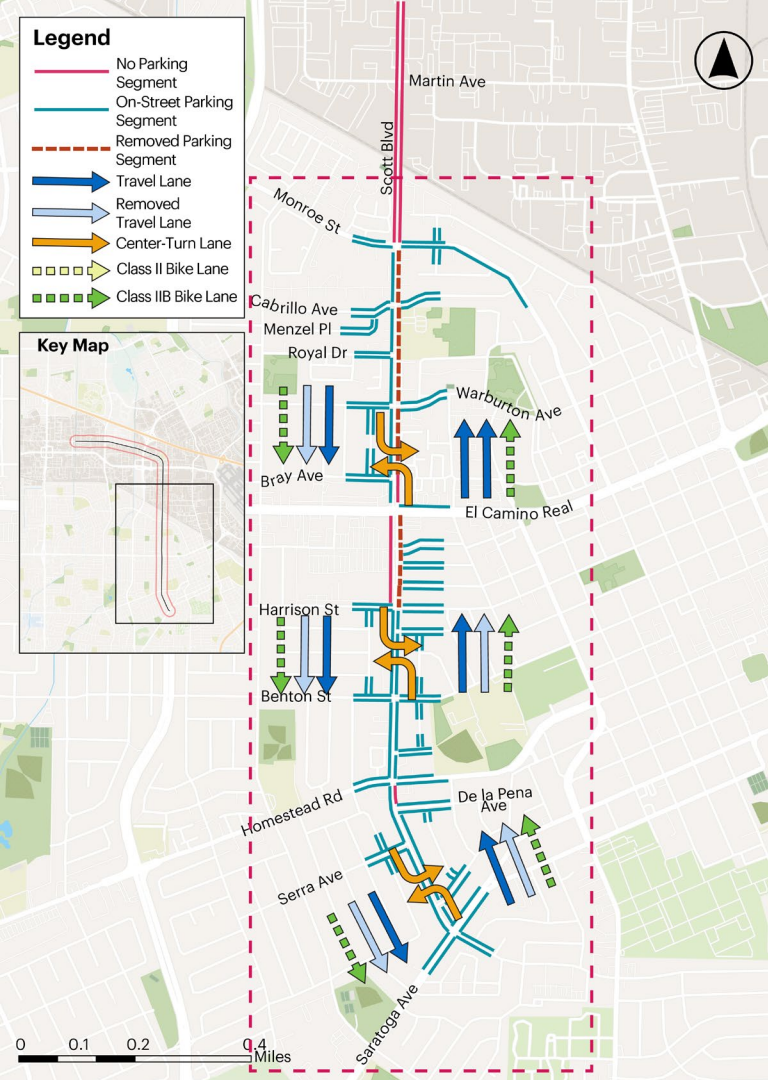 Legend
No Parking
Segment
On-Street Parking
Segment
Removed Parking
Segment
Travel Lane
Removed
Travel Lane
Center-Turn Lane
Class II Bike Lane
Class IIB Bike Lane
Key Map
Martin Ave
Scott Blvd
Monroe St
Cabrillo Ave
Menzel Pl
Royal Dr
Warburton Ave
Bray Ave
El Camino Real
Harrison St
Benton St
Homestead Rd
De la Pena
Ave
Serra Ave
Saratoga Ave
0 0.1 0.2 0.4
Miles